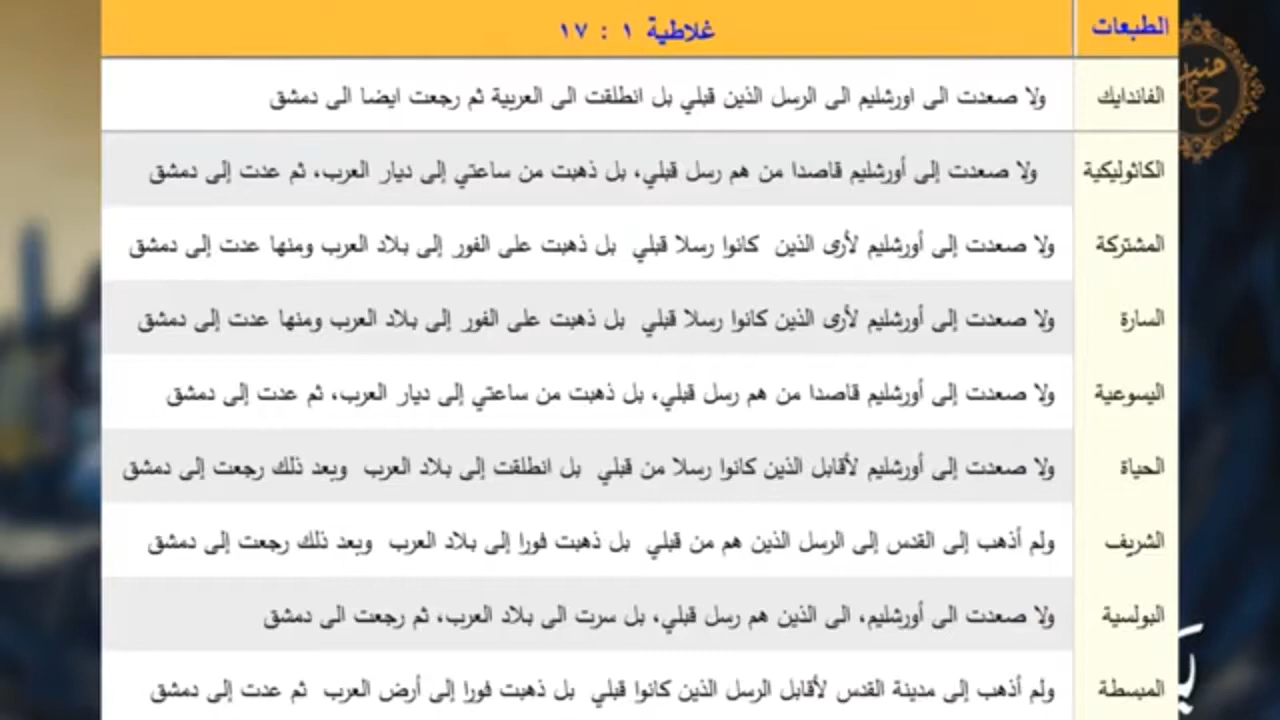 الطبعات غلاطية ١ : ١٧
الفاندايك ولا صعدت الى اورشليم الى الرسل الذين قبلي بل انطلقت الى العربية ثم رجعت ايضا الى دمشق
الكاثوليكية ولا صعدت إلى أورشليم قاصدا من هم رسل قبلي، بل ذهبت من ساعتي إلى ديار العرب، ثم عدت إلى دمشق
المشتركة ولا صعدت إلى أورشليم لأرى الذين كانوا رسلا قبلي بل ذهبت على الفور إلى بلاد العرب ومنها عدت إلى دمشق
السارة ولا صعدت إلى أورشليم لأرى الذين كانوا رسلا قبلي بل ذهبت على الفور إلى بلاد العرب ومنها عدت إلى دمشق
اليسوعية ولا صعدت إلى أورشليم قاصدا من هم رسل قبلي، بل ذهبت من ساعتي إلى ديار العرب، ثم عدت إلى دمشق
الحياة ولا صعدت إلى أورشليم لأقابل الذين كانوا رسلا من قبلي بل انطلقت إلى بلاد العرب وبعد ذلك رجعت إلى دمشق
الشريف ولم أذهب إلى القدس إلى الرسل الذين هم من قبلي بل ذهبت فورا إلى بلاد العرب وبعد ذلك رجعت إلى دمشق
البولسية ولا صعدت الى أورشليم، الى الذين هم رسل قبلي، بل سرت الى بلاد العرب، ثم رجعت الى دمشق
المبسطة ولم أذهب إلى مدينة القدس لأقابل الرسل الذين كانوا قبلي بل ذهبت فورا إلى أرض العرب ثم عدت إلى دمشق